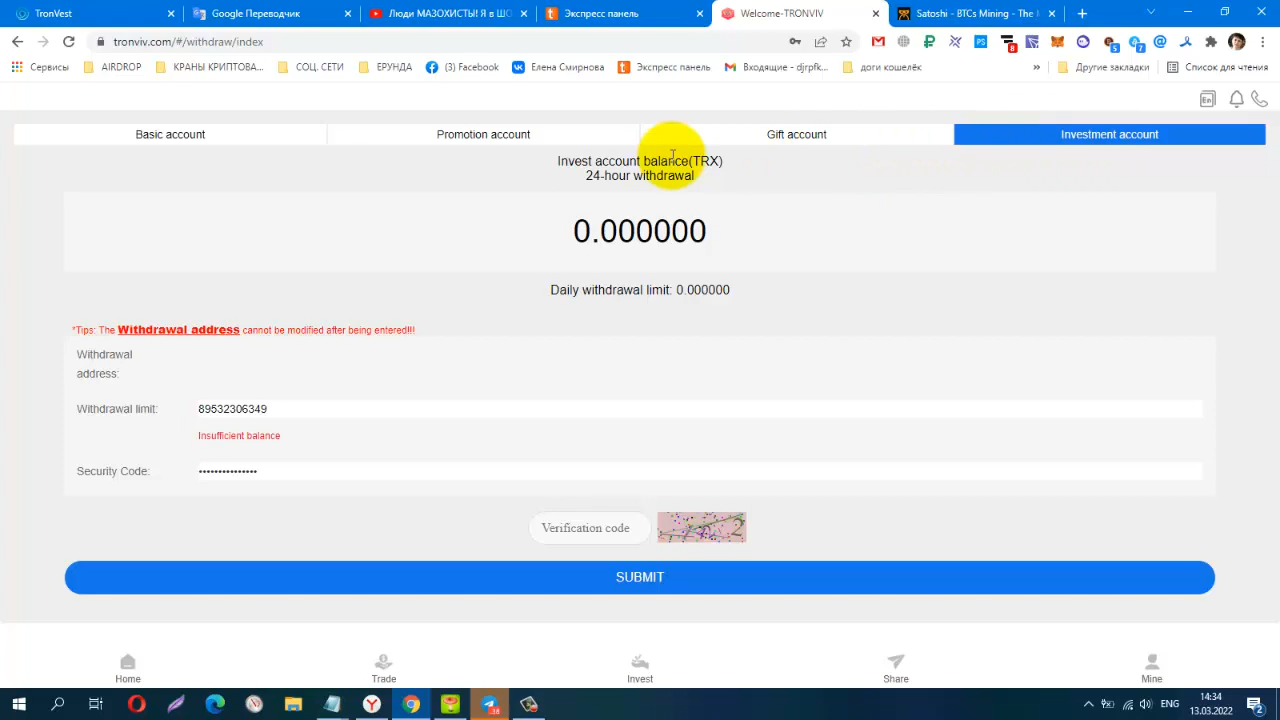 TronVest
Google Переводчик
Люди МАЗОХИСТЫ! Я в ШО
Экспресс панель
Welcome-TRONVIV
Satoshi - BTCs Mining - The M
tronviv.com/#/withdraw/index
Сервисы
AIRDROP
КРАНЫ КРИПТОВА...
СОЦ. СЕТИ
ЕРУНДА
(3) Facebook
Елена Смирнова
Экспресс панель
Входящие - djrpfk...
доги кошелёк
»
Другие закладки
Список для чтения
Basic account
Promotion account
Gift account
Investment account
Invest account balance(TRX)
24-hour withdrawal
0.000000
Daily withdrawal limit: 0.000000
*Tips: The Withdrawal address cannot be modified after being entered!!!
Withdrawal
address:
Withdrawal limit:
89532306349
Insufficient balance
Security Code:
•••••••••••••••
Verification code
SUBMIT
Home
Trade
Invest
Share
Mine
ENG
14:34
13.03.2022